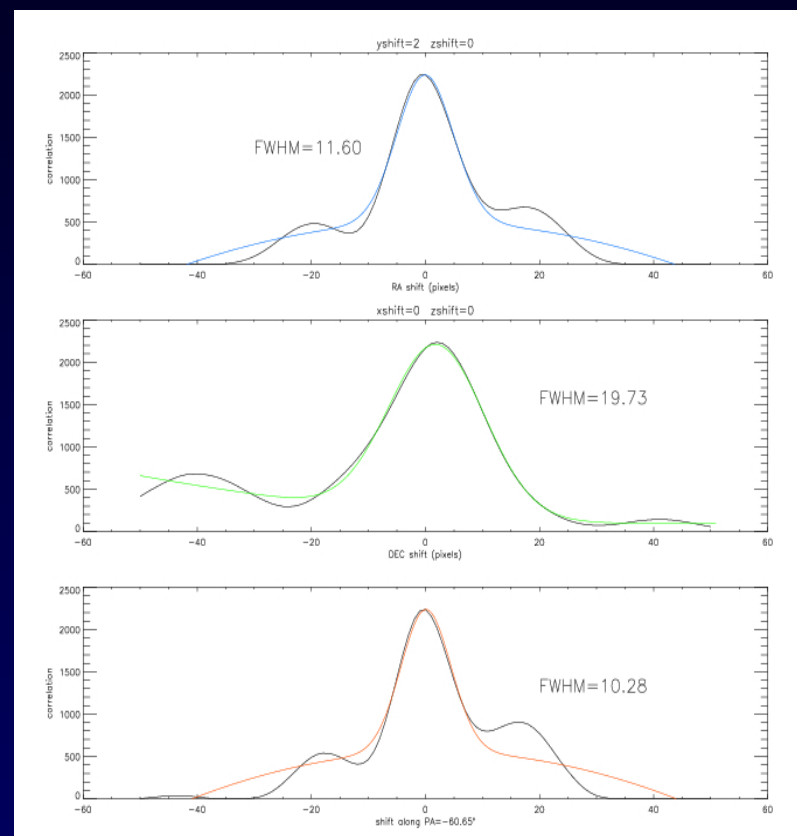 yshift=2 zshift=0
2500
2000
1500
1000
500
0
correlation
FWHM=11.60
−60 −40 −20 0 20 40 60
RA shift (pixels)
xshift=0 zshift=0
2500
2000
1500
1000
500
0
correlation
FWHM=19.73
−60 −40 −20 0 20 40 60
DEC shift (pixels)
2500
2000
1500
1000
500
0
correlation
FWHM=10.28
−60 −40 −20 0 20 40 60
shift along PA=−60.65°